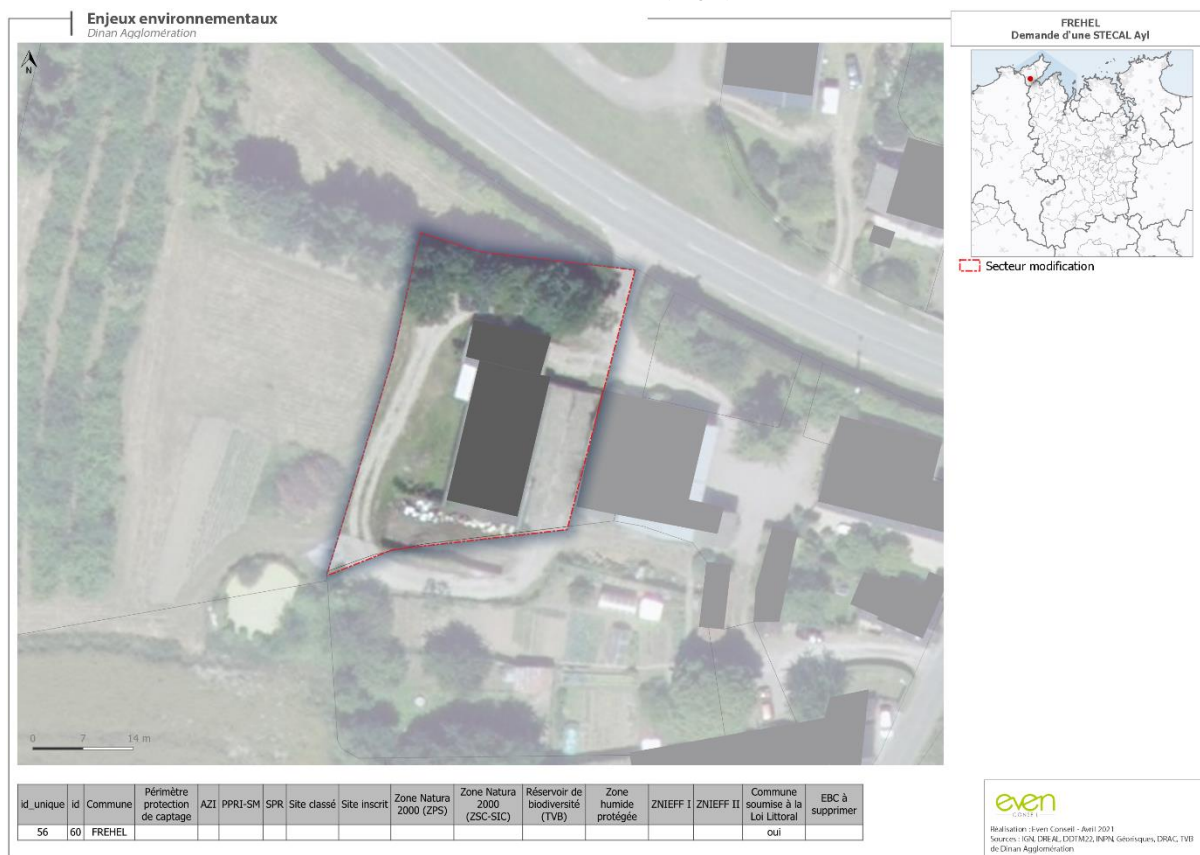 Enjeux environnementaux
Dinan Agglomération
FREHEL
Demande d'une STECAL Ayl
N
Secteur modification
0 7 14 m
id_unique id Commune Périmètre protection de captage AZI PPRI-SM SPR Site classé Site inscrit Zone Natura 2000 (ZPS) Zone Natura 2000 (ZSC-SIC) Réservoir de biodiversité (TVB) Zone humide protégée ZNIEFF I ZNIEFF II Commune soumise à la Loi Littoral EBC à supprimer
56 60 FREHEL oui
even
CONSEIL
Réalisation : Even Conseil - Avril 2021
Sources : IGN, DREAL, DDTM22, INPN, Géorisques, DRAC, TVB
de Dinan Agglomération